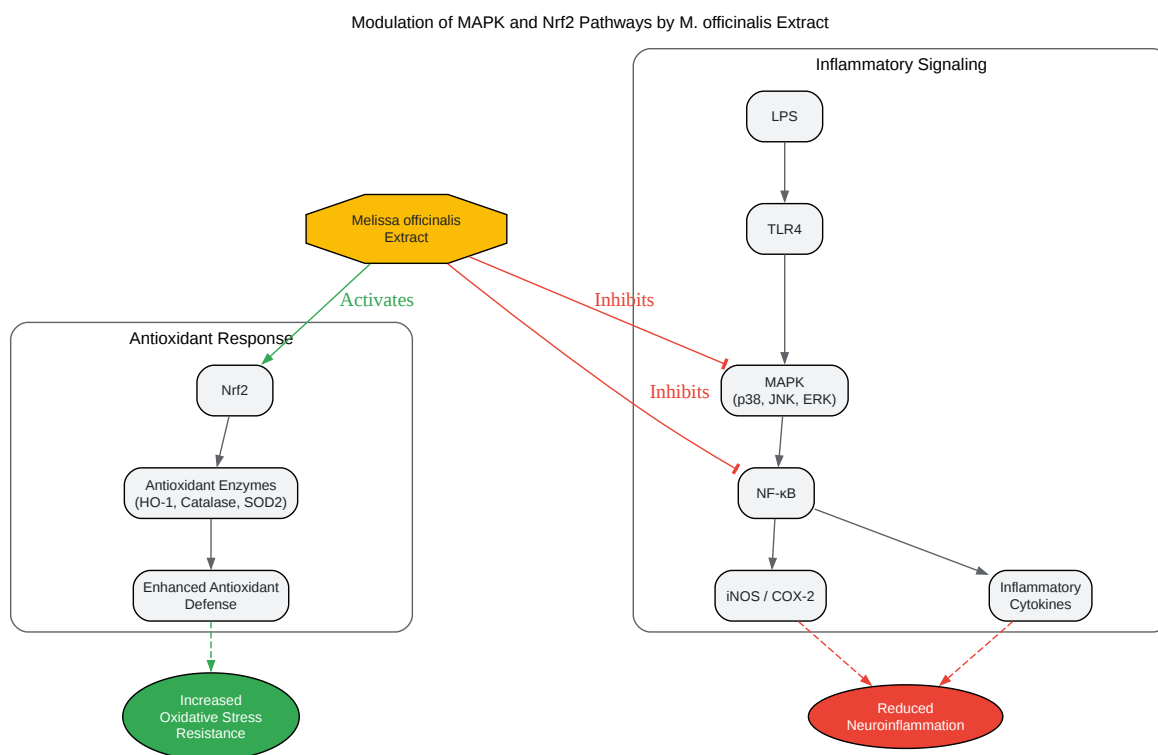 Modulation of MAPK and Nrf2 Pathways by M. officinalis Extract
Inflammatory Signaling
LPS
TLR4
Melissa officinalis
Extract
Activates
Inhibits
Inhibits
Antioxidant Response
Nrf2
MAPK
(p38, JNK, ERK)
Antioxidant Enzymes
(HO-1, Catalase, SOD2)
NF-κB
Enhanced Antioxidant
Defense
iNOS / COX-2
Inflammatory
Cytokines
Increased
Oxidative Stress
Resistance
Reduced
Neuroinflammation